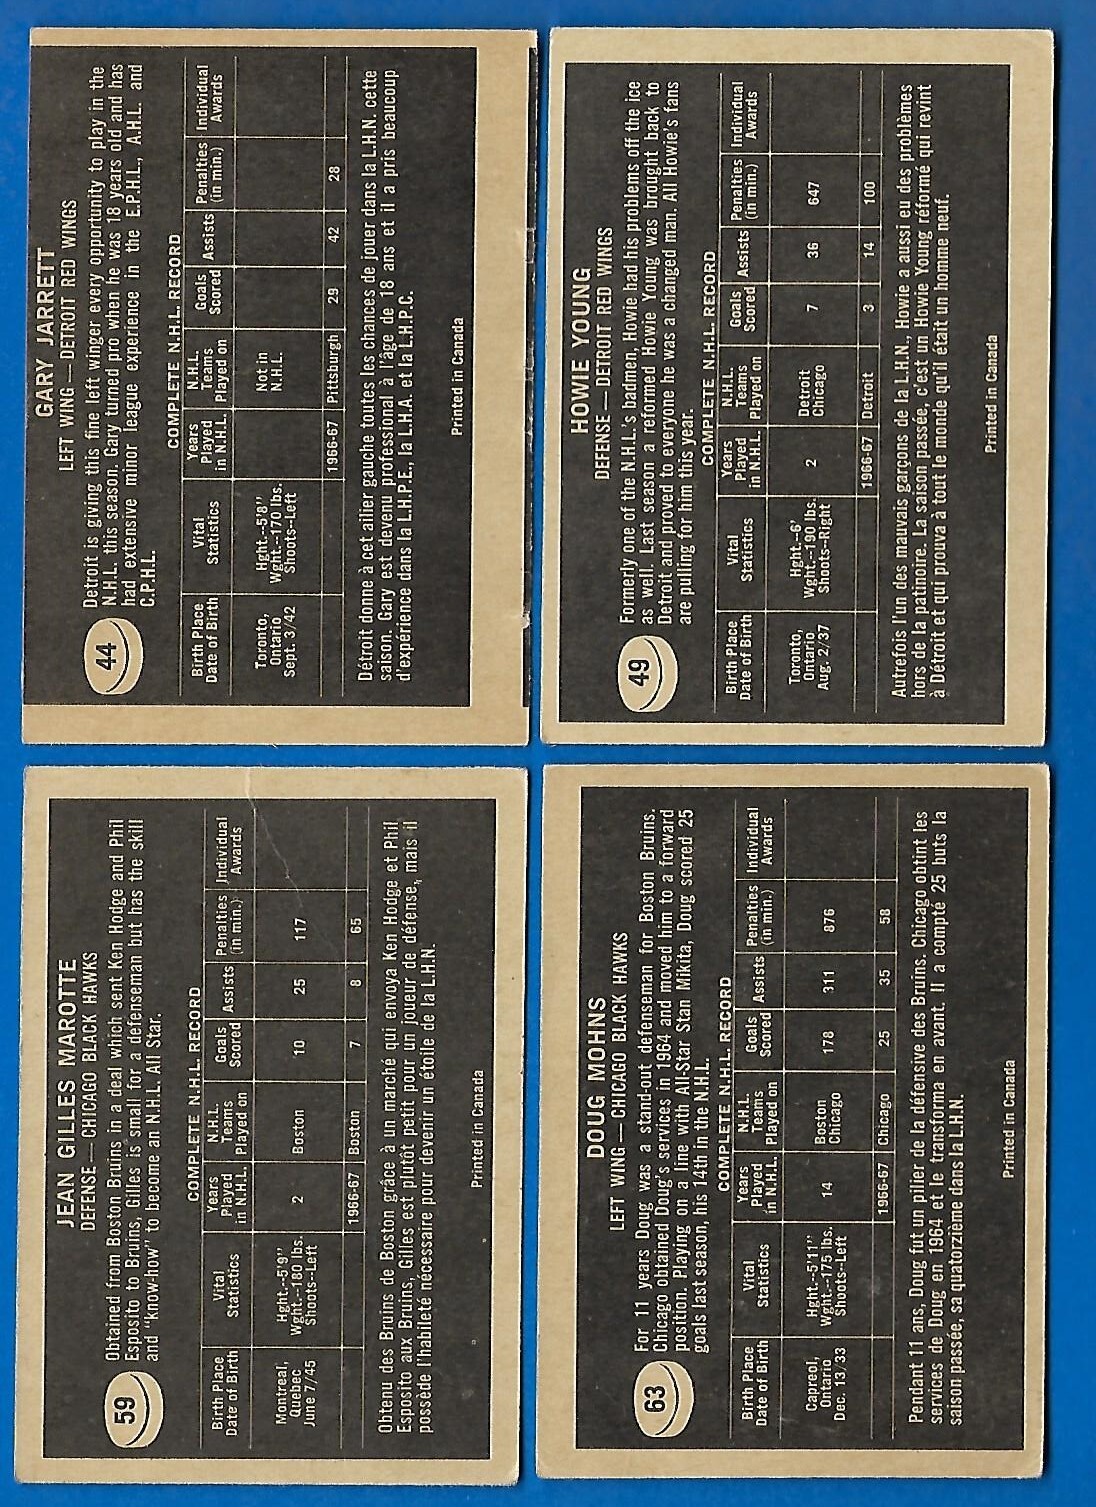 59
JEAN GILLES MAROTTE
DEFENSE — CHICAGO BLACK HAWKS
Obtained from Boston Bruins in a deal which sent Ken Hodge and Phil
Esposito to Bruins, Gilles is small for a defenseman but has the skill
and "know-how" to become an N.H.L. All Star.
COMPLETE N.H.L. RECORD
Birth Place Date of Birth | Vital Statistics | Years Played in N.H.L. | N.H.L. Teams Played on | Goals Scored | Assists | Penalties (in min.) | Individual Awards
Montreal, Quebec June 7/45 | Hght.--5'9" Wght.--180 lbs. Shoots--Left | 2 | Boston | 10 | 25 | 117
1966-67 | Boston | 7 | 8 | 65
Obtenu des Bruins de Boston grâce à un marché qui envoya Ken Hodge et Phil
Esposito aux Bruins, Gilles est plutôt petit pour un joueur de défense, mais il
possède l'habilete nécessaire pour devenir un étoile de la L.H.N.
Printed in Canada
44
GARY JARRETT
LEFT WING — DETROIT RED WINGS
Detroit is giving this fine left winger every opportunity to play in the
N.H.L. this season. Gary turned pro when he was 18 years old and has
had extensive minor league experience in the E.P.H.L., A.H.L. and
C.P.H.L.
COMPLETE N.H.L. RECORD
Birth Place Date of Birth | Vital Statistics | Years Played in N.H.L. | N.H.L. Teams Played on | Goals Scored | Assists | Penalties (in min.) | Individual Awards
Toronto, Ontario Sept. 3/42 | Hght.--5'8" Wght.--170 lbs. Shoots--Left | Not in N.H.L.
1966-67 | Pittsburgh | 29 | 42 | 28
Détroit donne à cet ailier gauche toutes les chances de jouer dans la L.H.N. cette
saison. Gary est devenu professional à l'âge de 18 ans et il a pris beaucoup
d'expérience dans la L.H.P.E., la L.H.A. et la L.H.P.C.
Printed in Canada
63
DOUG MOHNS
LEFT WING — CHICAGO BLACK HAWKS
For 11 years Doug was a stand-out defenseman for Boston Bruins.
Chicago obtained Doug's services in 1964 and moved him to a forward
position. Playing on a line with All-Star Stan Mikita, Doug scored 25
goals last season, his 14th in the N.H.L.
COMPLETE N.H.L. RECORD
Birth Place Date of Birth | Vital Statistics | Years Played in N.H.L. | N.H.L. Teams Played on | Goals Scored | Assists | Penalties (in min.) | Individual Awards
Capreol, Ontario Dec. 13/33 | Hght.--5'11" Wght.--175 lbs. Shoots--Left | 14 | Boston Chicago | 178 | 311 | 876
1966-67 | Chicago | 25 | 35 | 58
Pendant 11 ans, Doug fut un pilier de la défensive des Bruins. Chicago obtint les
services de Doug en 1964 et le transforma en avant. Il a compté 25 buts la
saison passée, sa quatorzième dans la L.H.N.
Printed in Canada
49
HOWIE YOUNG
DEFENSE — DETROIT RED WINGS
Formerly one of the N.H.L.'s badmen, Howie had his problems off the ice
as well. Last season a reformed Howie Young was brought back to
Detroit and proved to everyone he was a changed man. All Howie's fans
are pulling for him this year.
COMPLETE N.H.L. RECORD
Birth Place Date of Birth | Vital Statistics | Years Played in N.H.L. | N.H.L. Teams Played on | Goals Scored | Assists | Penalties (in min.) | Individual Awards
Toronto, Ontario Aug. 2/37 | Hght.--6' Wght.--190 lbs. Shoots--Right | 2 | Detroit Chicago | 7 | 36 | 647
1966-67 | Detroit | 3 | 14 | 100
Autrefois l'un des mauvais garçons de la L.H.N., Howie a aussi eu des problèmes
hors de la patinoire. La saison passée, c'est un Howie Young réformé qui revint
à Détroit et qui prouva à tout le monde qu'il était un homme neuf.
Printed in Canada